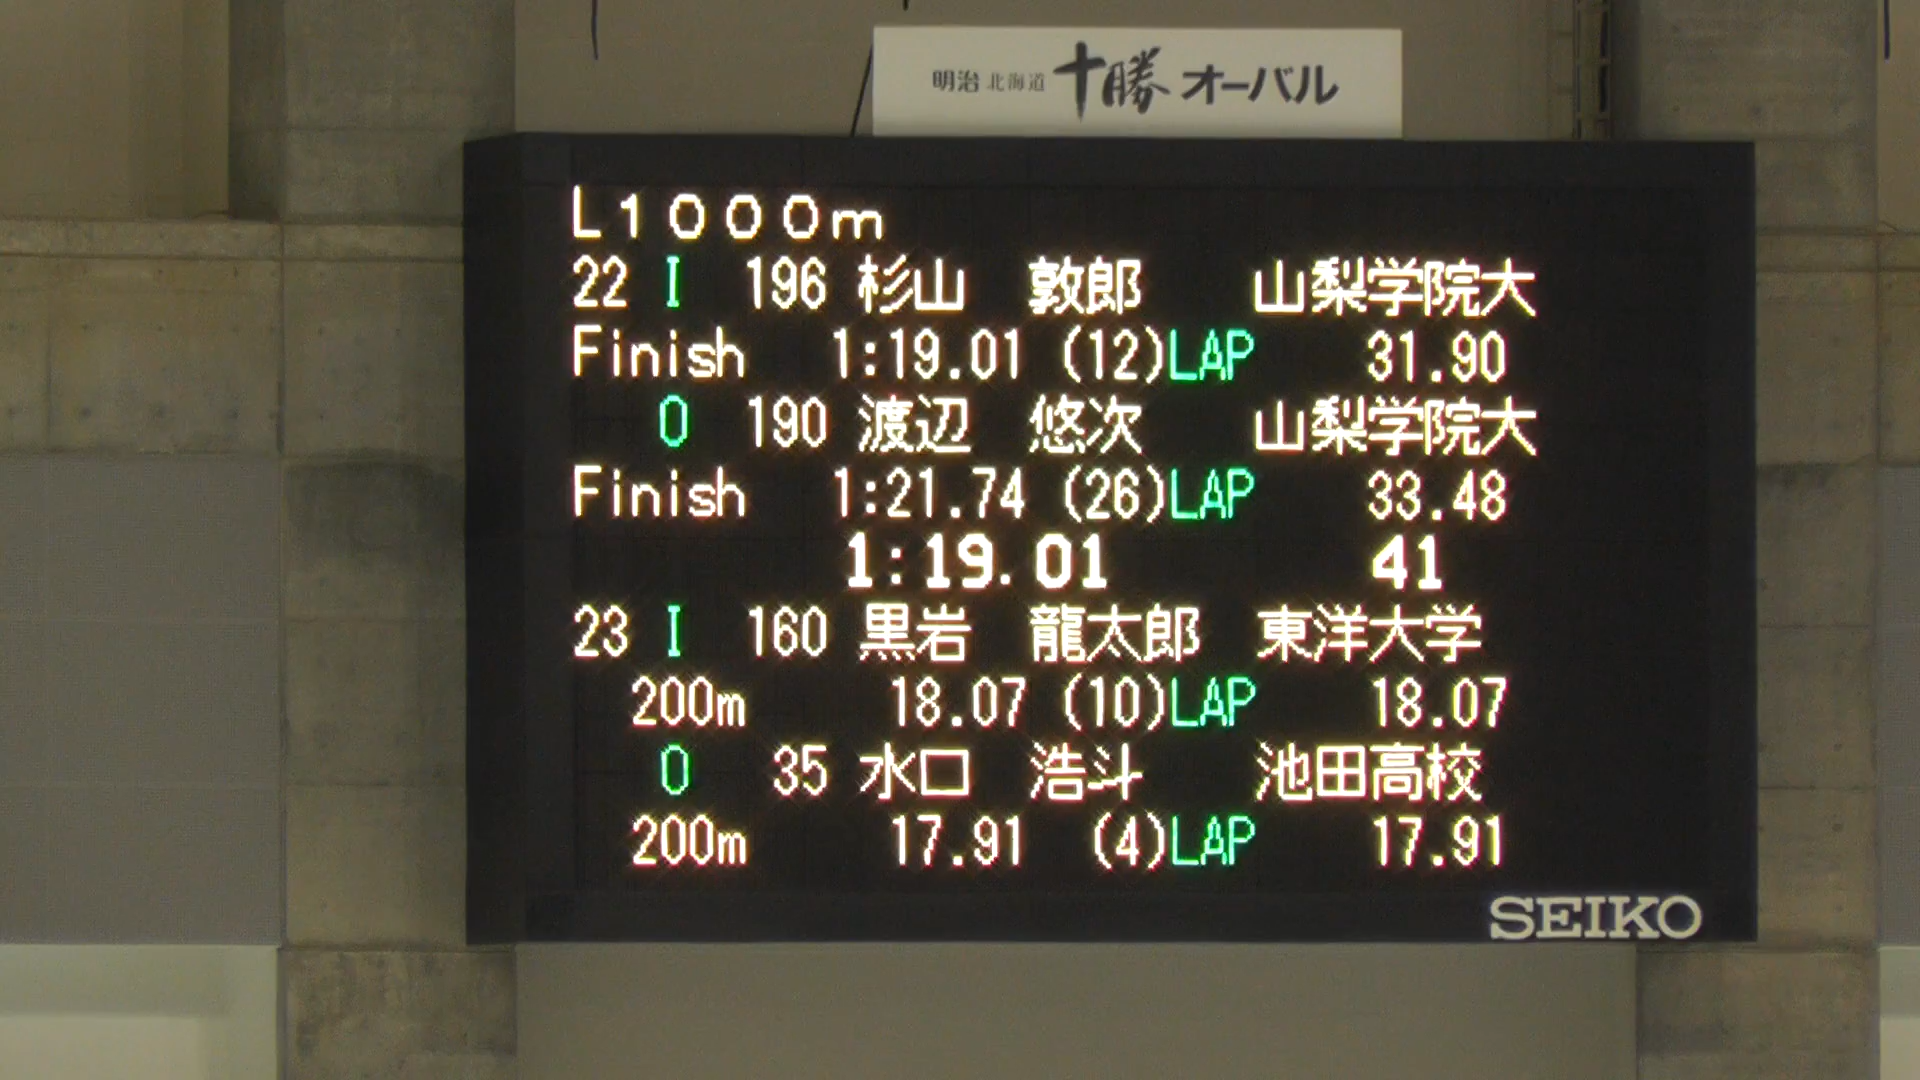 明治 北海道 十勝 オーバル
L1000m
22 I 196 杉山 敦郎 山梨学院大
Finish 1:19.01 (12)LAP 31.90
O 190 渡辺 悠次 山梨学院大
Finish 1:21.74 (26)LAP 33.48
1:19.01 41
23 I 160 黒岩 龍太郎 東洋大学
200m 18.07 (10)LAP 18.07
O 35 水口 浩斗 池田高校
200m 17.91 (4)LAP 17.91
SEIKO